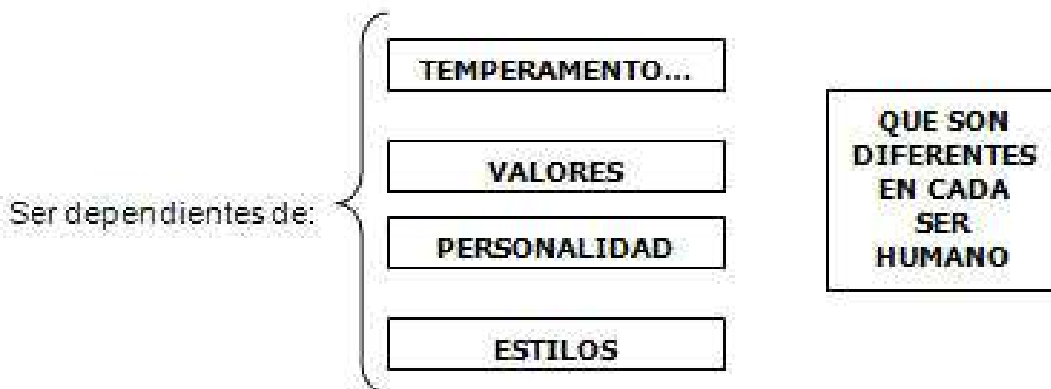 Ser dependientes de:
TEMPERAMENTO...
VALORES
PERSONALIDAD
ESTILOS
QUE SON
DIFERENTES
EN CADA
SER
HUMANO